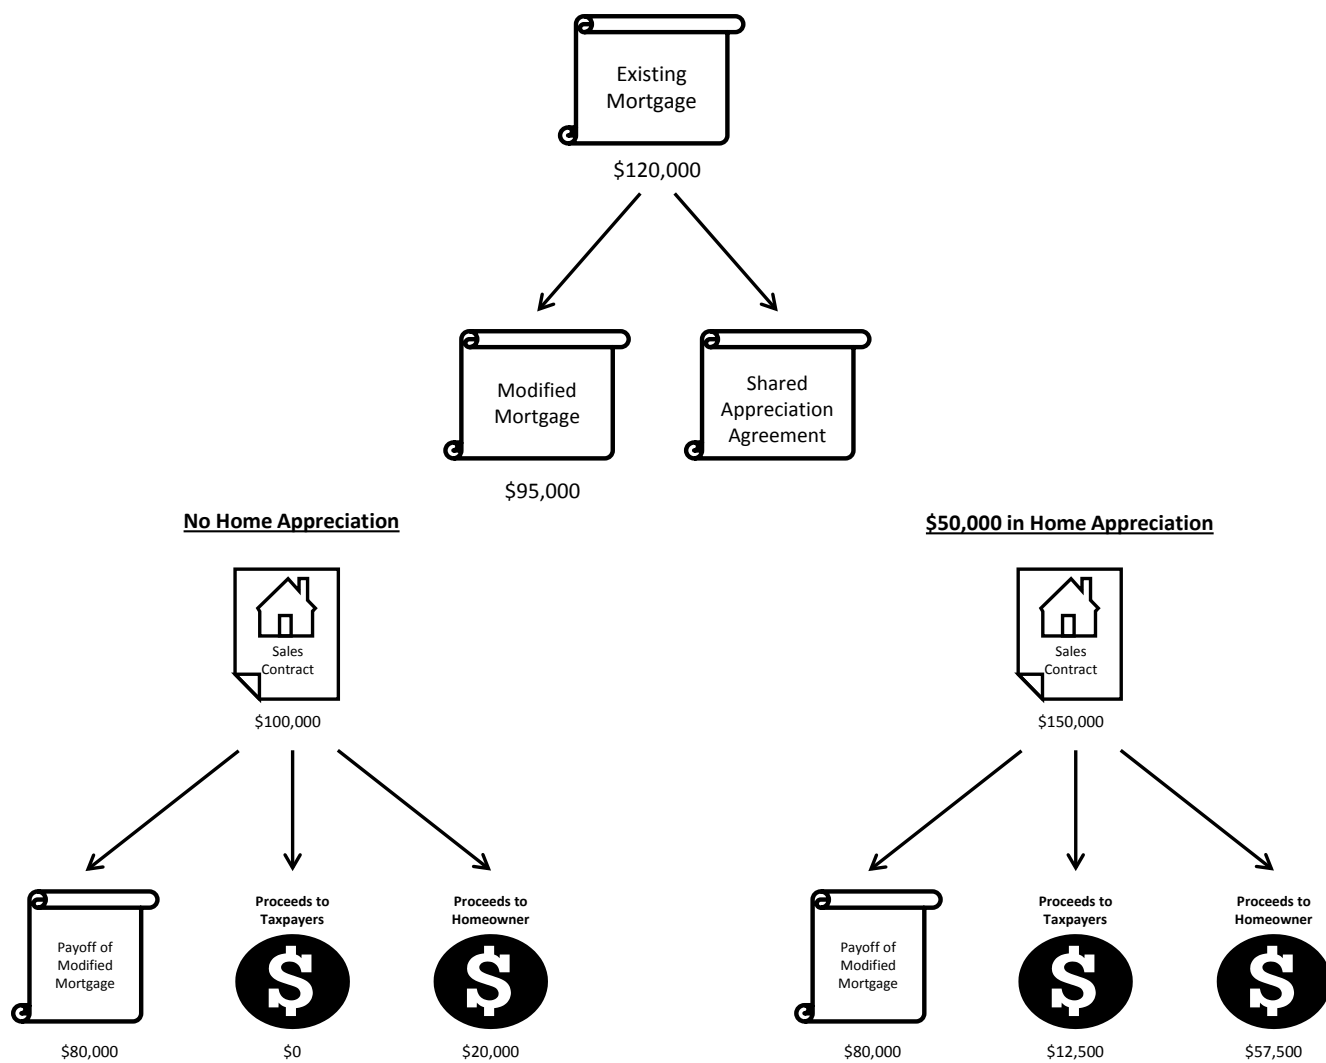 Existing
Mortgage
$120,000
Modified
Mortgage
$95,000
Shared
Appreciation
Agreement
No Home Appreciation
Sales
Contract
$100,000
Payoff of
Modified
Mortgage
$80,000
Proceeds to
Taxpayers
$
$0
Proceeds to
Homeowner
$
$20,000
$50,000 in Home Appreciation
Sales
Contract
$150,000
Payoff of
Modified
Mortgage
$80,000
Proceeds to
Taxpayers
$
$12,500
Proceeds to
Homeowner
$
$57,500